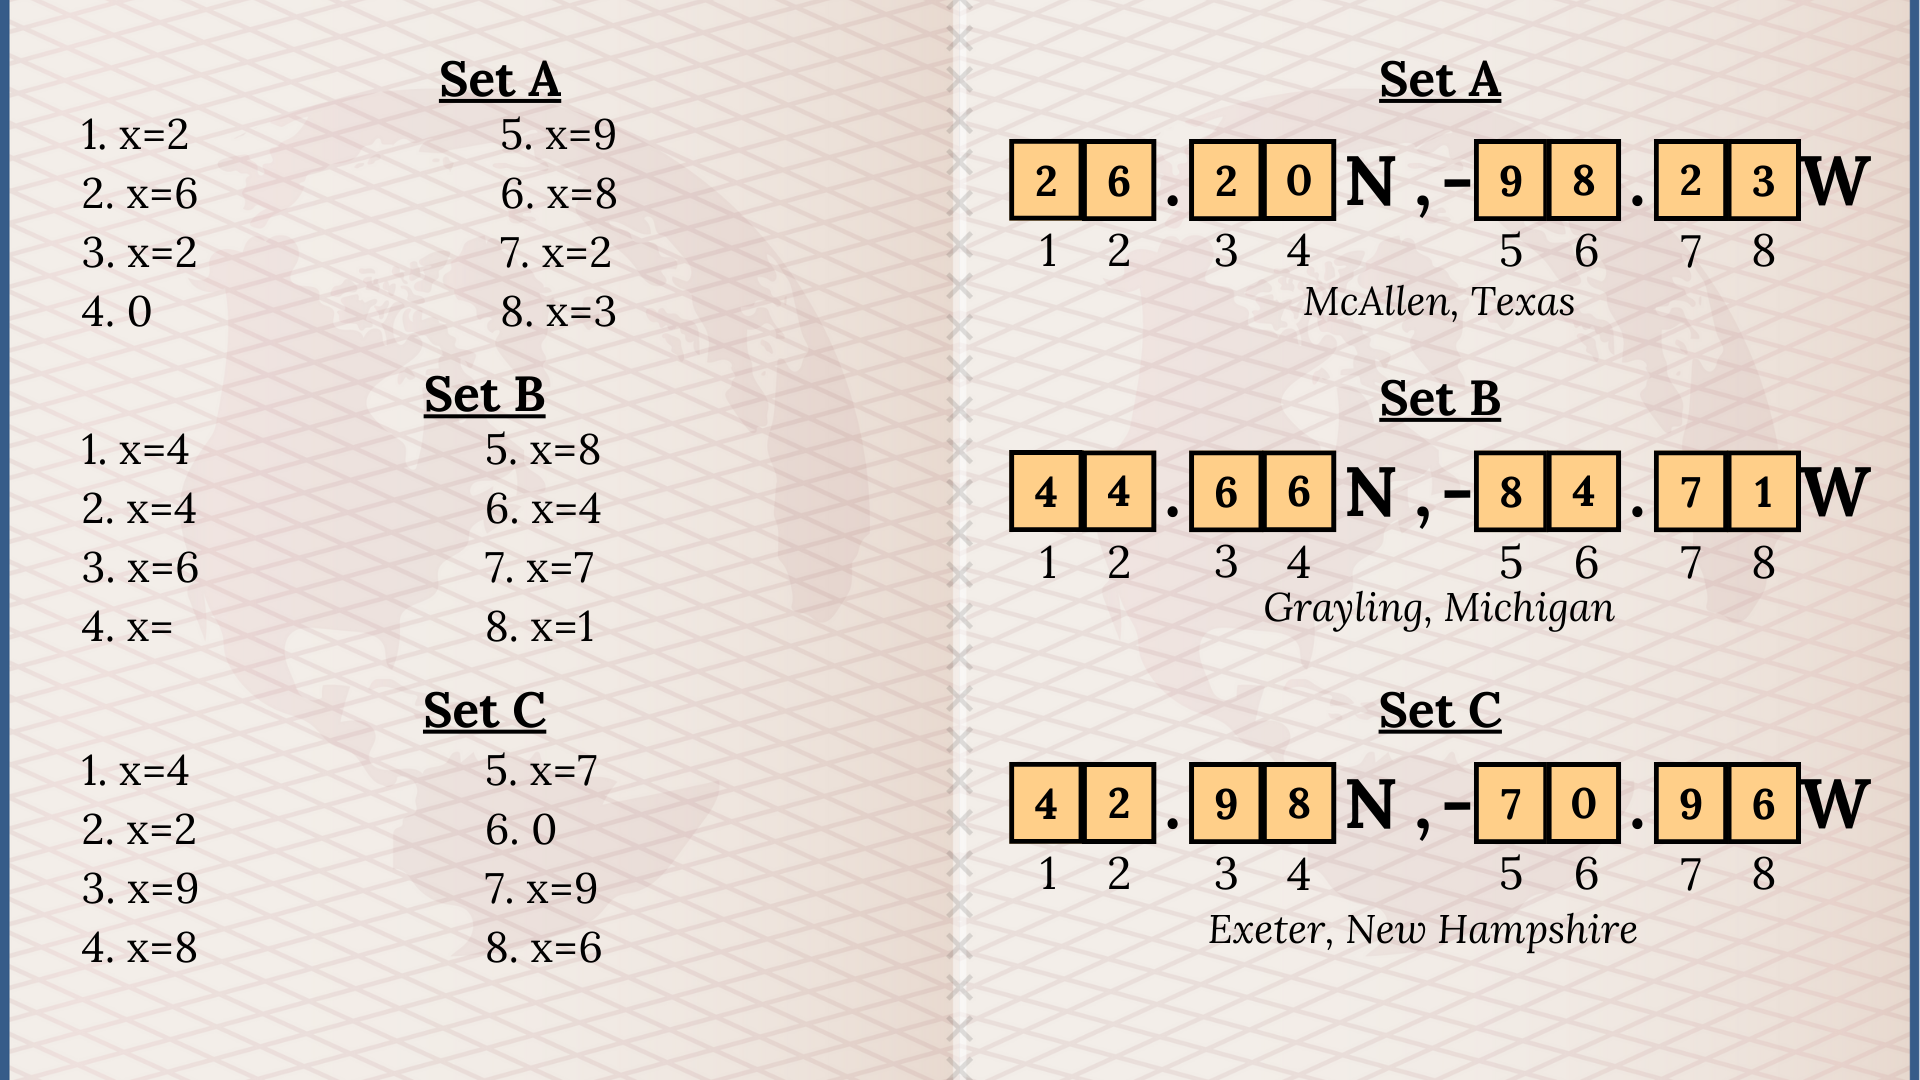 Set A
1. x=2
2. x=6
3. x=2
4. 0
5. x=9
6. x=8
7. x=2
8. x=3
Set B
1. x=4
2. x=4
3. x=6
4. x=
5. x=8
6. x=4
7. x=7
8. x=1
Set C
1. x=4
2. x=2
3. x=9
4. x=8
5. x=7
6. 0
7. x=9
8. x=6
Set A
2 6 . 2 0 N , - 9 8 . 2 3 W
1 2 3 4 5 6 7 8
McAllen, Texas
Set B
4 4 . 6 6 N , - 8 4 . 7 1 W
1 2 3 4 5 6 7 8
Grayling, Michigan
Set C
4 2 . 9 8 N , - 7 0 . 9 6 W
1 2 3 4 5 6 7 8
Exeter, New Hampshire